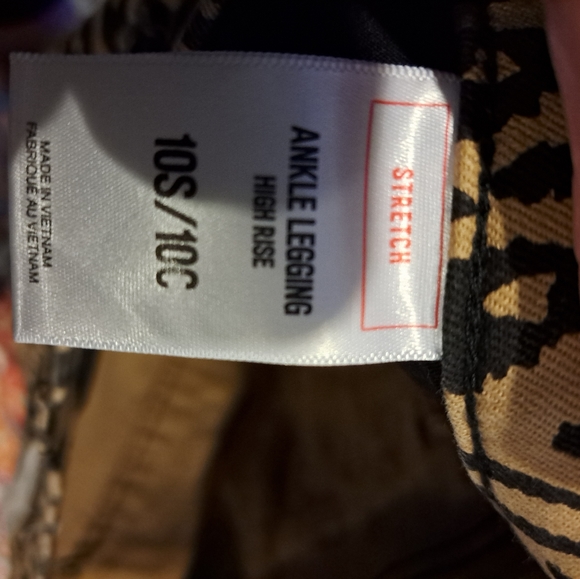 STRETCH
ANKLE LEGGING
HIGH RISE
10S/10C
MADE IN VIETNAM
FABRIQUÉ AU VIETNAM